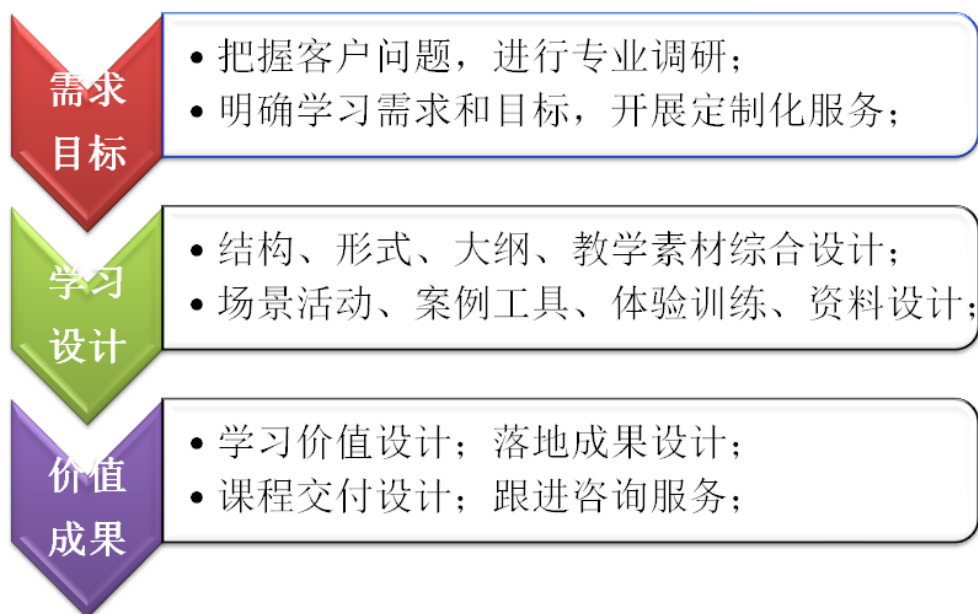 需求
目标
• 把握客户问题，进行专业调研；
• 明确学习需求和目标，开展定制化服务；
学习
设计
• 结构、形式、大纲、教学素材综合设计；
• 场景活动、案例工具、体验训练、资料设计；
价值
成果
• 学习价值设计；落地成果设计；
• 课程交付设计；跟进咨询服务；